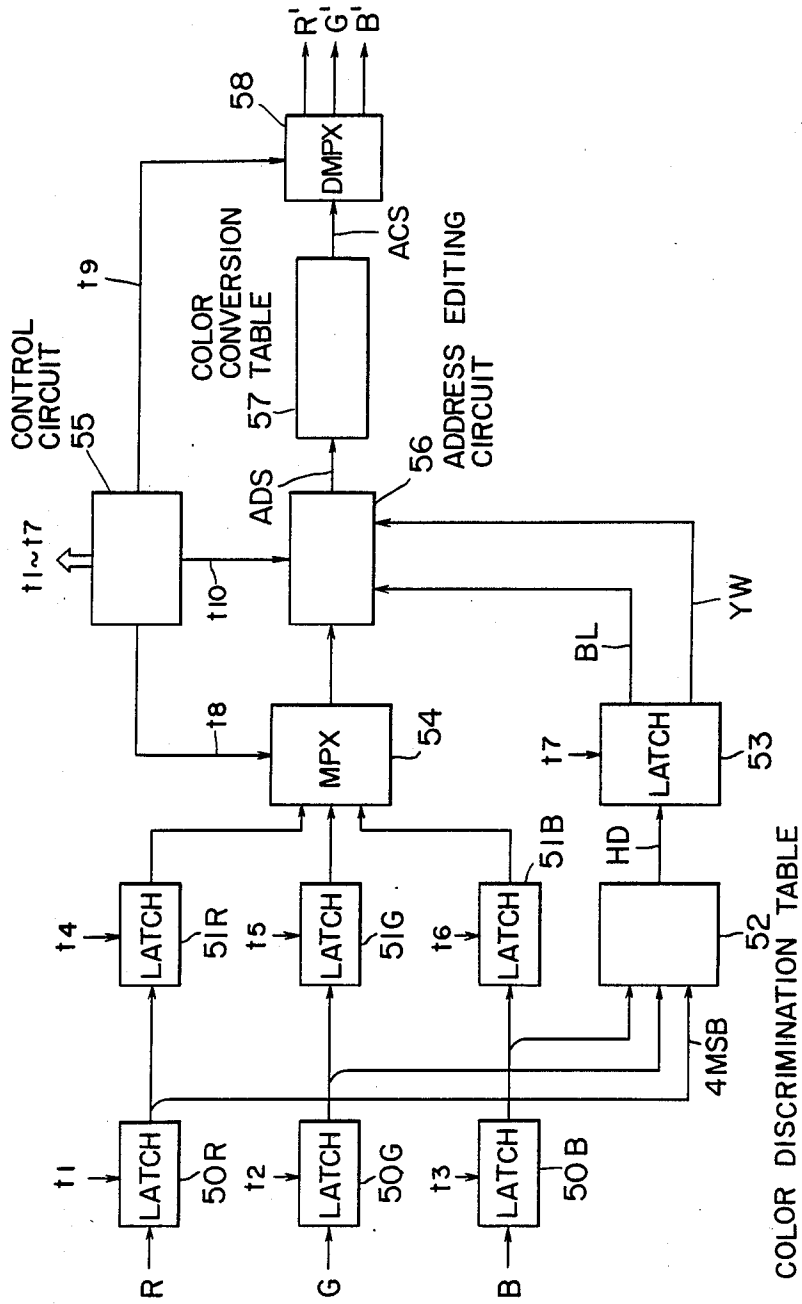 R
G
B
t1
LATCH
50R
t2
LATCH
50G
t3
LATCH
50B
t4
LATCH
51R
t5
LATCH
51G
t6
LATCH
51B
4MSB
52
COLOR DISCRIMINATION TABLE
HD
t7
LATCH
53
BL
YW
MPX
54
t8
t1~t7
CONTROL
CIRCUIT
55
t10
t9
56
ADDRESS EDITING
CIRCUIT
ADS
COLOR
CONVERSION
TABLE
57
ACS
DMPX
58
R'
G'
B'